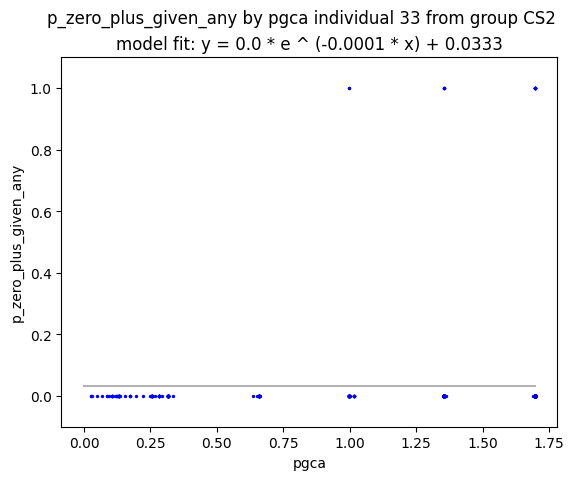 p_zero_plus_given_any by pgca individual 33 from group CS2
model fit: y = 0.0 * e ^ (-0.0001 * x) + 0.0333
1.0
0.8
0.6
0.4
0.2
0.0
p_zero_plus_given_any
0.00 0.25 0.50 0.75 1.00 1.25 1.50 1.75
pgca